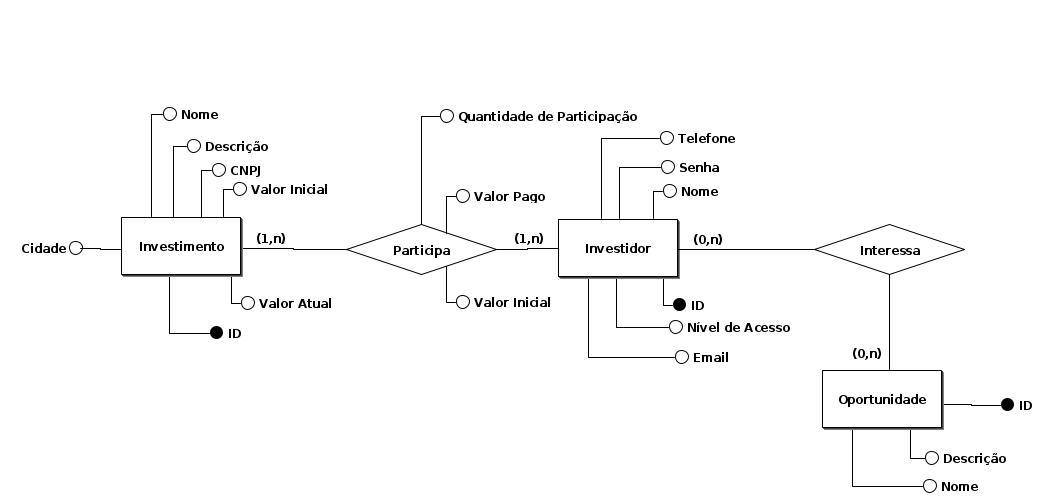 Nome
Quantidade de Participação
Telefone
Descrição
CNPJ
Senha
Valor Inicial
Valor Pago
Nome
Cidade
Investimento
(1,n)
Participa
(1,n)
Investidor
(0,n)
Interessa
Valor Atual
Valor Inicial
ID
ID
Nível de Acesso
Email
(0,n)
Oportunidade
ID
Descrição
Nome